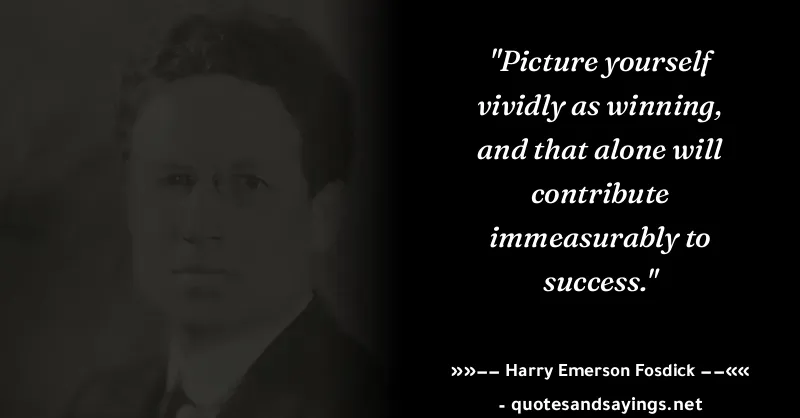 "Picture yourself
vividly as winning,
and that alone will
contribute
immeasurably to
success."
»»−− Harry Emerson Fosdick −−««
- quotesandsayings.net